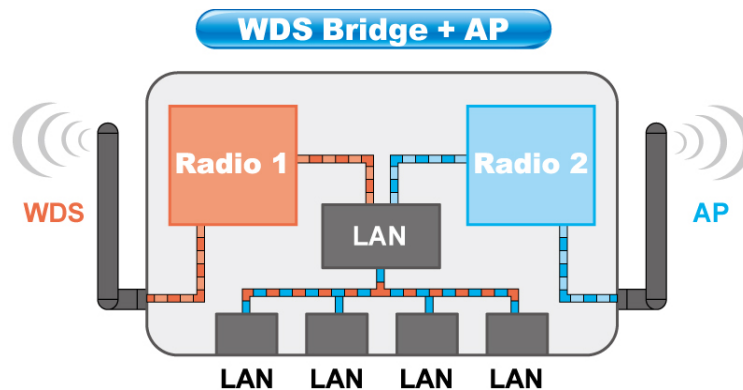 WDS Bridge + AP
Radio 1
Radio 2
WDS
AP
LAN
LAN
LAN
LAN
LAN